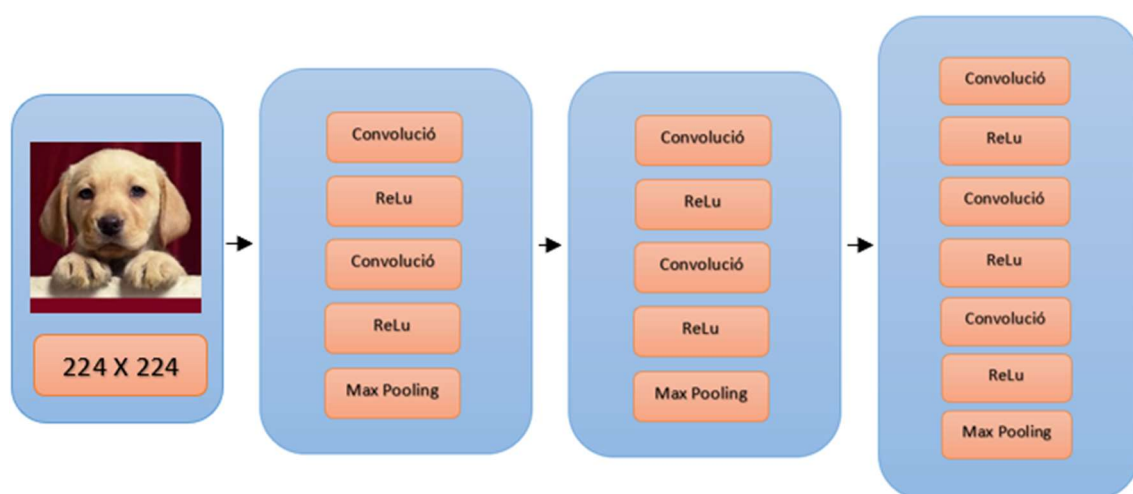 224 X 224
Convolució
ReLu
Convolució
ReLu
Max Pooling
Convolució
ReLu
Convolució
ReLu
Max Pooling
Convolució
ReLu
Convolució
ReLu
Convolució
ReLu
Max Pooling